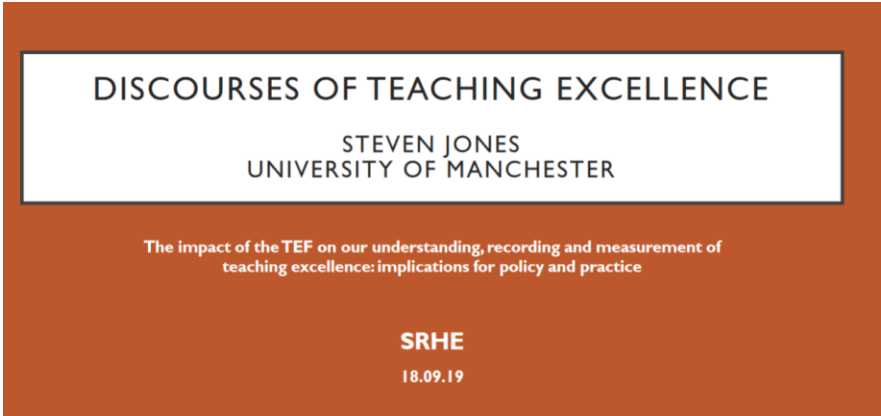 DISCOURSES OF TEACHING EXCELLENCE
STEVEN JONES
UNIVERSITY OF MANCHESTER
The impact of the TEF on our understanding, recording and measurement of
teaching excellence: implications for policy and practice
SRHE
18.09.19